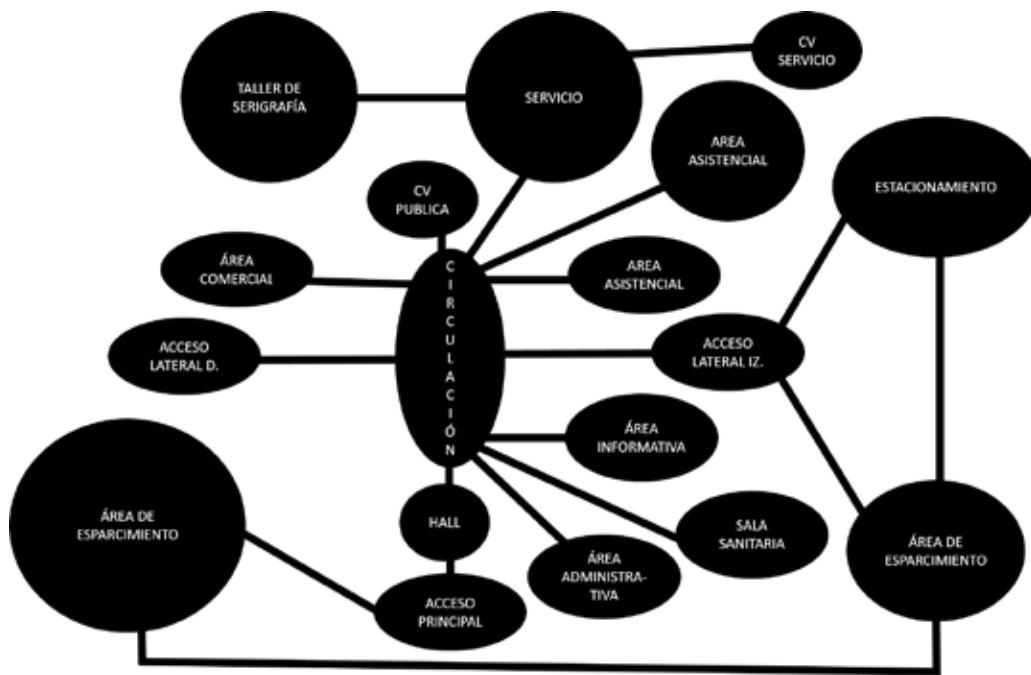 CV
SERVICIO
TALLER DE
SERIGRAFÍA
SERVICIO
AREA
ASISTENCIAL
CV
PUBLICA
ESTACIONAMIENTO
ÁREA
COMERCIAL
CIRCULACIÓN
AREA
ASISTENCIAL
ACCESO
LATERAL D.
ACCESO
LATERAL IZ.
ÁREA
INFORMATIVA
ÁREA DE
ESPARCIMIENTO
HALL
SALA
SANITARIA
ÁREA DE
ESPARCIMIENTO
ÁREA
ADMINISTRA-
TIVA
ACCESO
PRINCIPAL